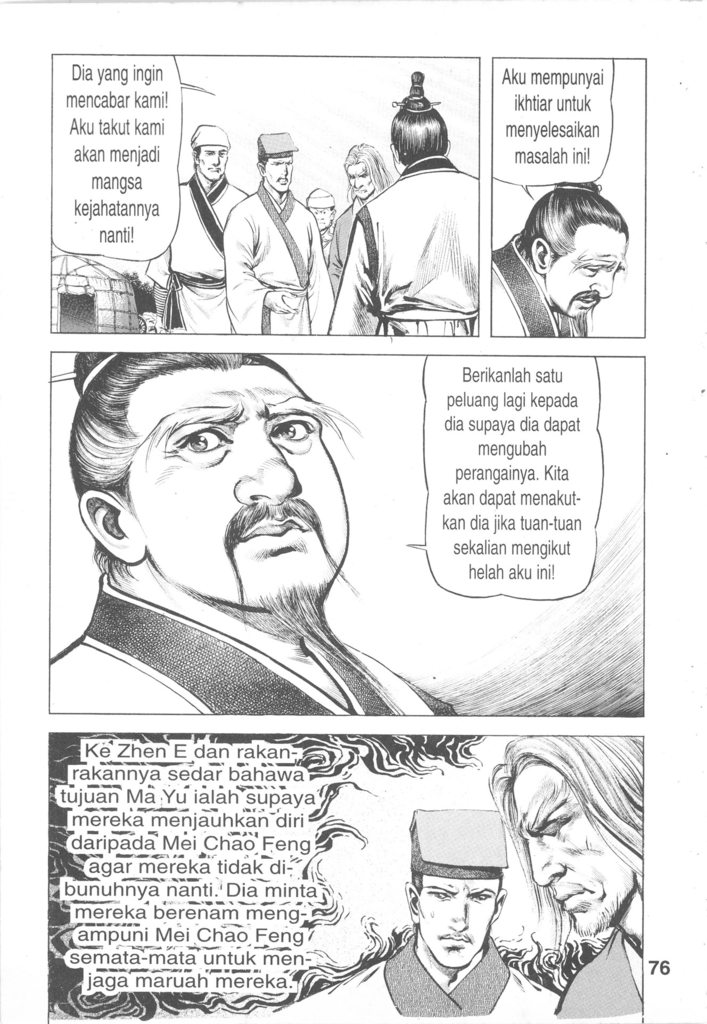 Dia yang ingin
mencabar kami!
Aku takut kami
akan menjadi
mangsa
kejahatannya
nanti!
Aku mempunyai
ikhtiar untuk
menyelesaikan
masalah ini!
Berikanlah satu
peluang lagi kepada
dia supaya dia dapat
mengubah
perangainya. Kita
akan dapat menakut-
kan dia jika tuan-tuan
sekalian mengikut
helah aku ini!
Ke Zhen E dan rakan-
rakannya sedar bahawa
tujuan Ma Yu ialah supaya
mereka menjauhkan diri
daripada Mei Chao Feng
agar mereka tidak di-
bunuhnya nanti. Dia minta
mereka berenam meng-
ampuni Mei Chao Feng
semata-mata untuk men-
jaga maruah mereka.
76